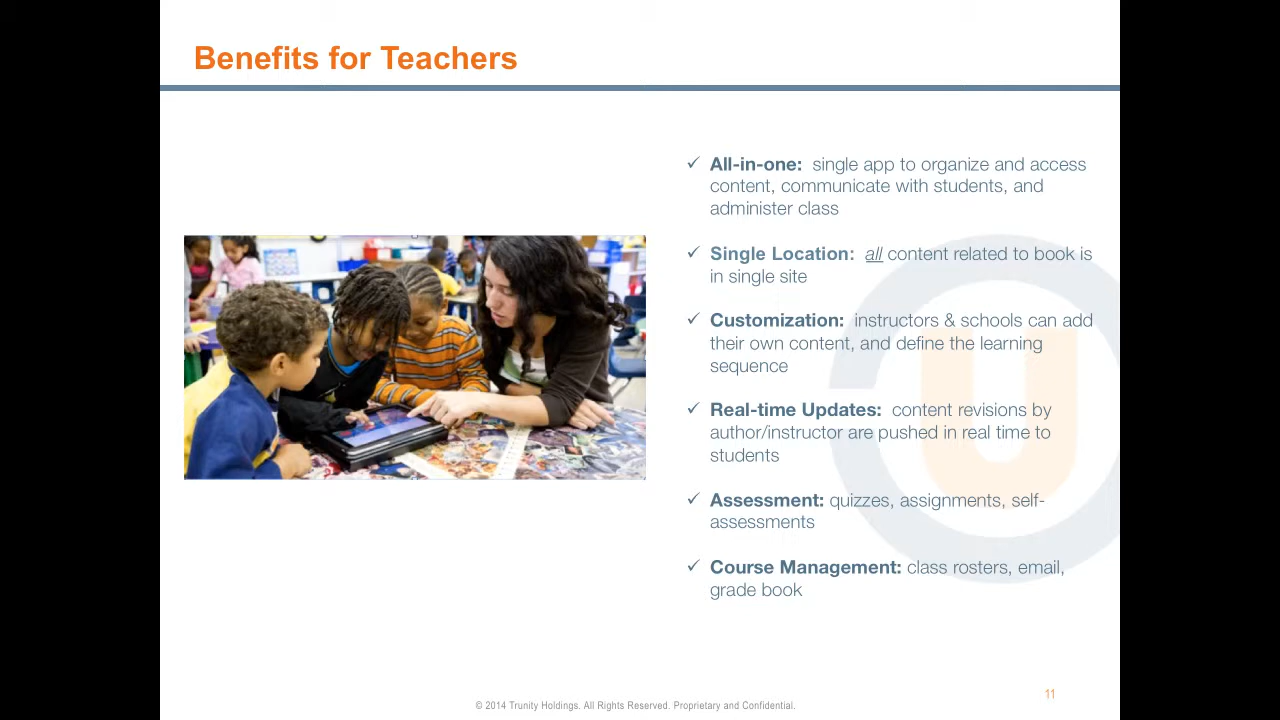 Benefits for Teachers
✓ All-in-one: single app to organize and access
content, communicate with students, and
administer class
✓ Single Location: all content related to book is
in single site
✓ Customization: instructors & schools can add
their own content, and define the learning
sequence
✓ Real-time Updates: content revisions by
author/instructor are pushed in real time to
students
✓ Assessment: quizzes, assignments, self-
assessments
✓ Course Management: class rosters, email,
grade book
11
© 2014 Trunity Holdings. All Rights Reserved. Proprietary and Confidential.